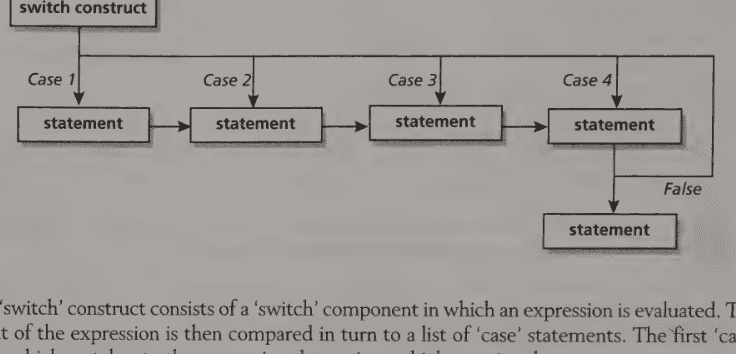 switch construct
Case 1 Case 2 Case 3 Case 4
statement statement statement statement
False
statement
'switch' construct consists of a 'switch' component in which an expression is evaluated. T
t of the expression is then compared in turn to a list of 'case' statements. The first 'ca